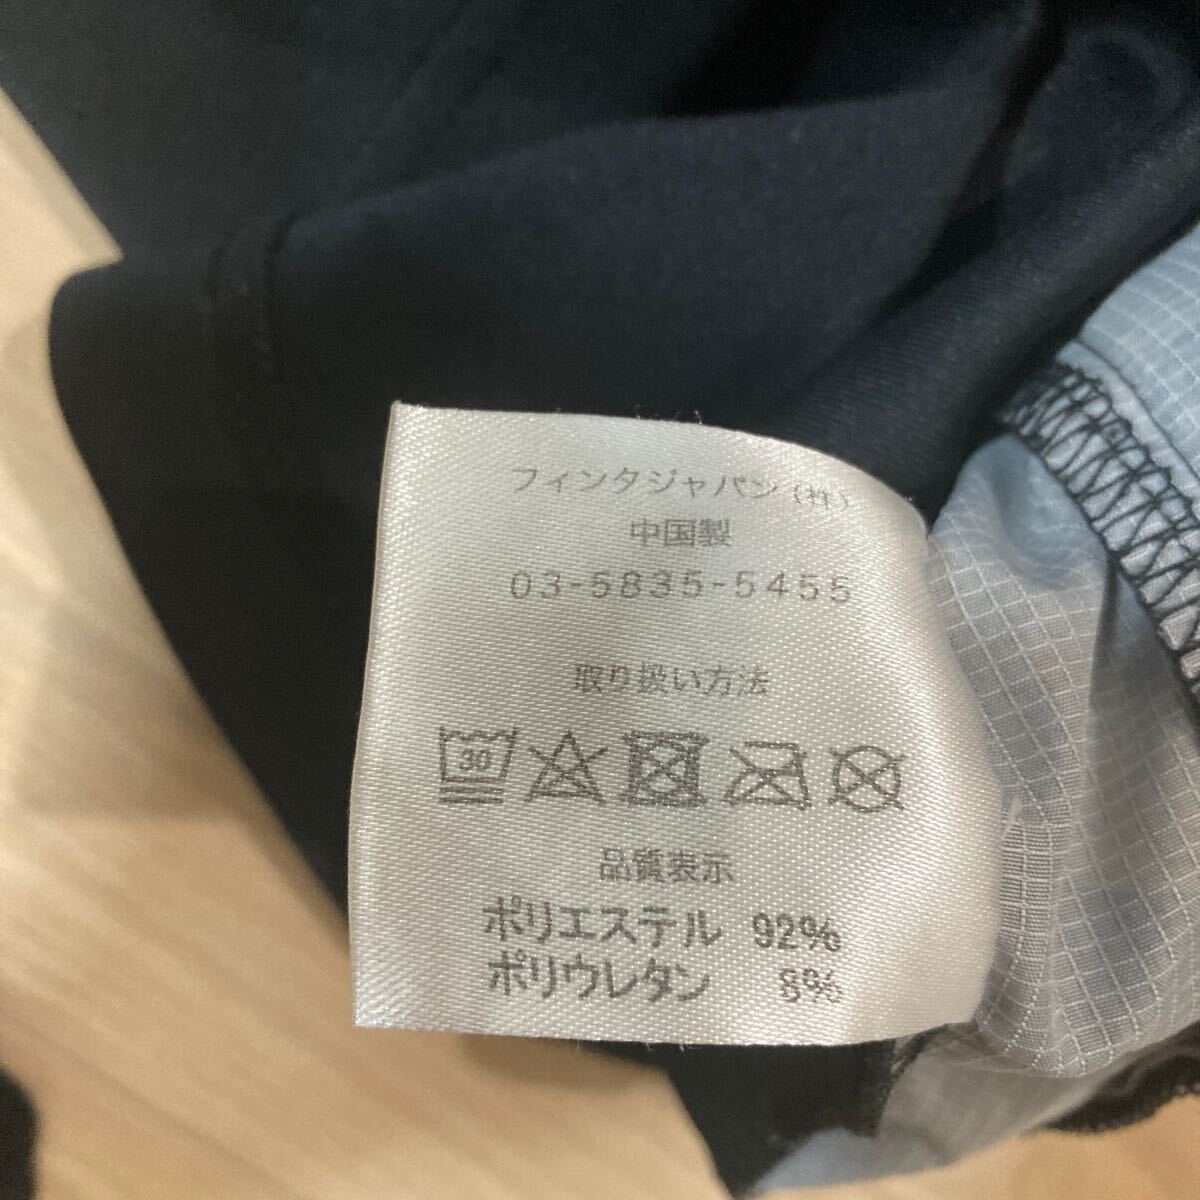 フィンタジャパン(株)
中国製
03-5835-5455
取り扱い方法
30
品質表示
ポリエステル 92%
ポリウレタン 8%